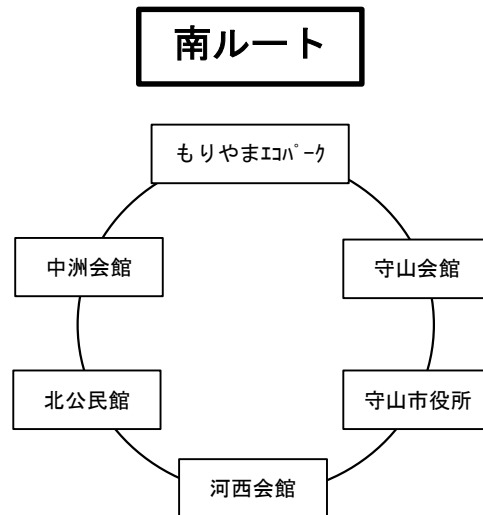 南ルート
もりやまｴｺﾊﾟｰｸ
中洲会館
守山会館
北公民館
守山市役所
河西会館